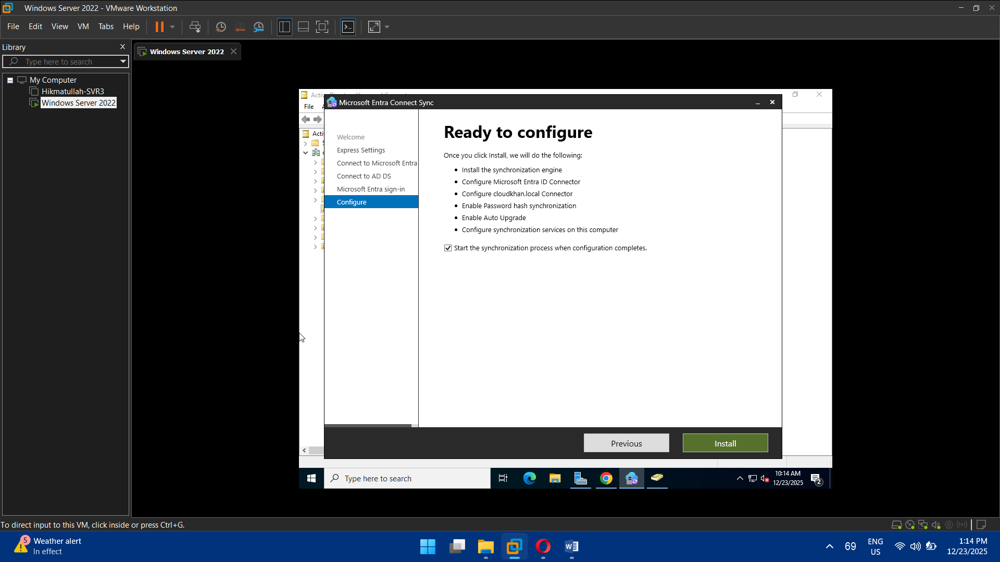 Windows Server 2022 - VMware Workstation
File Edit View VM Tabs Help
Library
Type here to search
My Computer
Hikmatullah-SVR3
Windows Server 2022
Windows Server 2022
File
Microsoft Entra Connect Sync
Welcome
Express Settings
Connect to Microsoft Entra
Connect to AD DS
Microsoft Entra sign-in
Configure
Ready to configure
Once you click Install, we will do the following:
• Install the synchronization engine
• Configure Microsoft Entra ID Connector
• Configure cloudkhan.local Connector
• Enable Password hash synchronization
• Enable Auto Upgrade
• Configure synchronization services on this computer
Start the synchronization process when configuration completes.
Previous
Install
Type here to search
10:14 AM
12/23/2025
2
To direct input to this VM, click inside or press Ctrl+G.
5
Weather alert
In effect
69
ENG
US
1:14 PM
12/23/2025